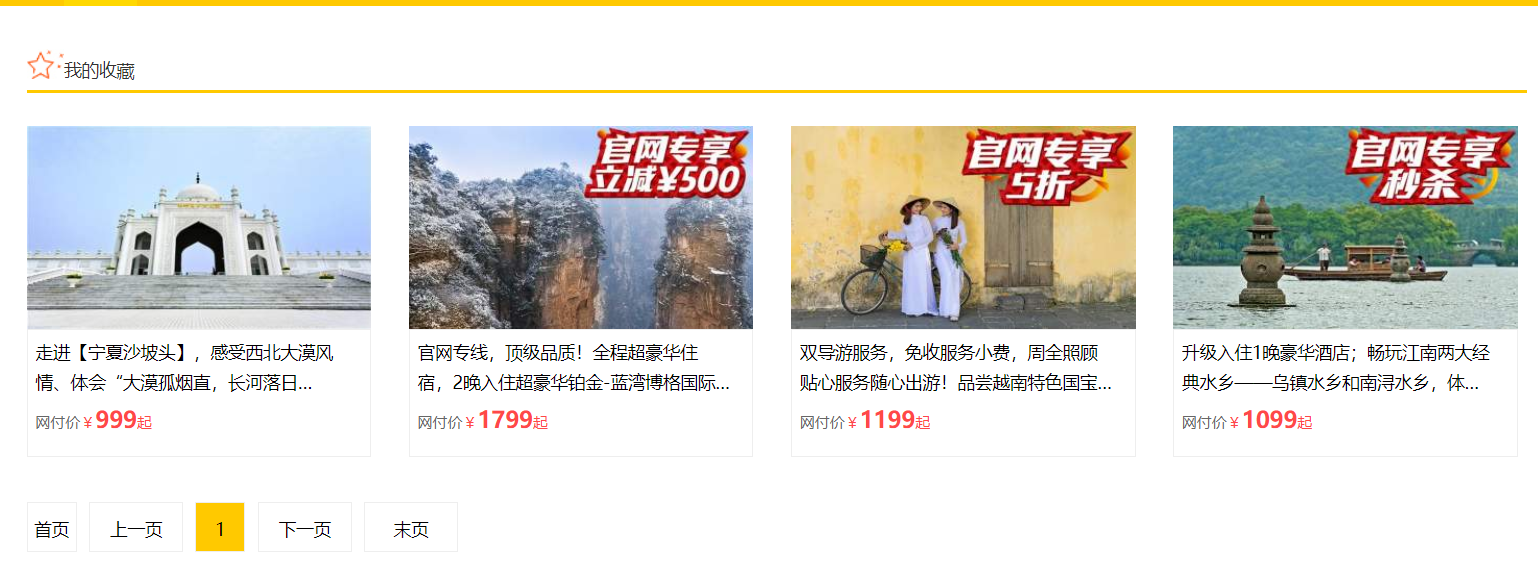 我的收藏
官网专享
立减¥500
官网专享
5折
官网专享
秒杀
走进【宁夏沙坡头】，感受西北大漠风
情、体会“大漠孤烟直，长河落日...
网付价￥999起
官网专线，顶级品质！全程超豪华住
宿，2晚入住超豪华铂金-蓝湾博格国际...
网付价￥1799起
双导游服务，免收服务小费，周全照顾
贴心服务随心出游！品尝越南特色国宝...
网付价￥1199起
升级入住1晚豪华酒店；畅玩江南两大经
典水乡——乌镇水乡和南浔水乡，体...
网付价￥1099起
首页 上一页 1 下一页 末页